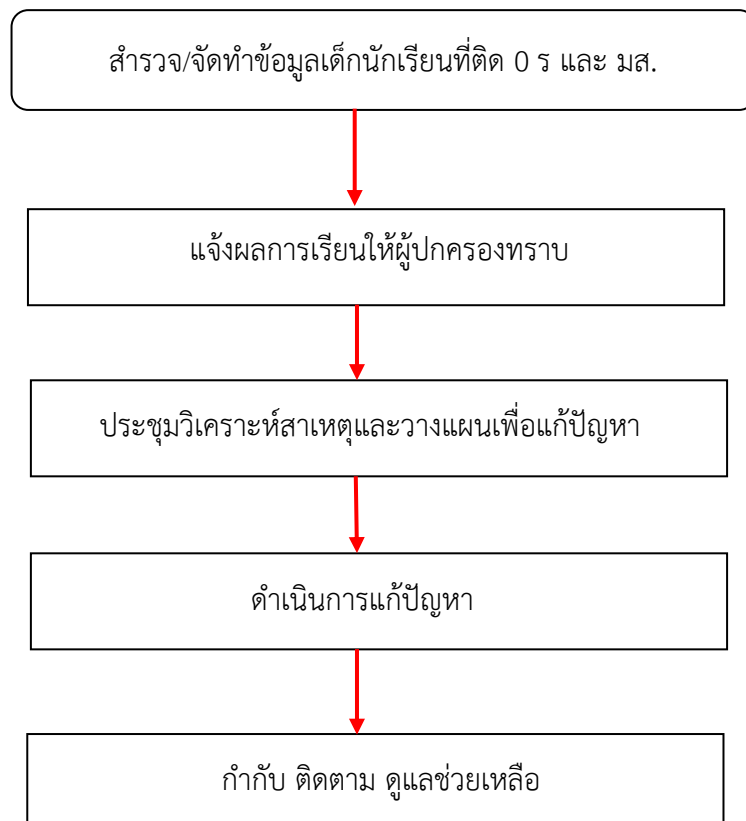 สำรวจ/จัดทำข้อมูลเด็กนักเรียนที่ติด 0 ร และ มส.
แจ้งผลการเรียนให้ผู้ปกครองทราบ
ประชุมวิเคราะห์สาเหตุและวางแผนเพื่อแก้ปัญหา
ดำเนินการแก้ปัญหา
กำกับ ติดตาม ดูแลช่วยเหลือ